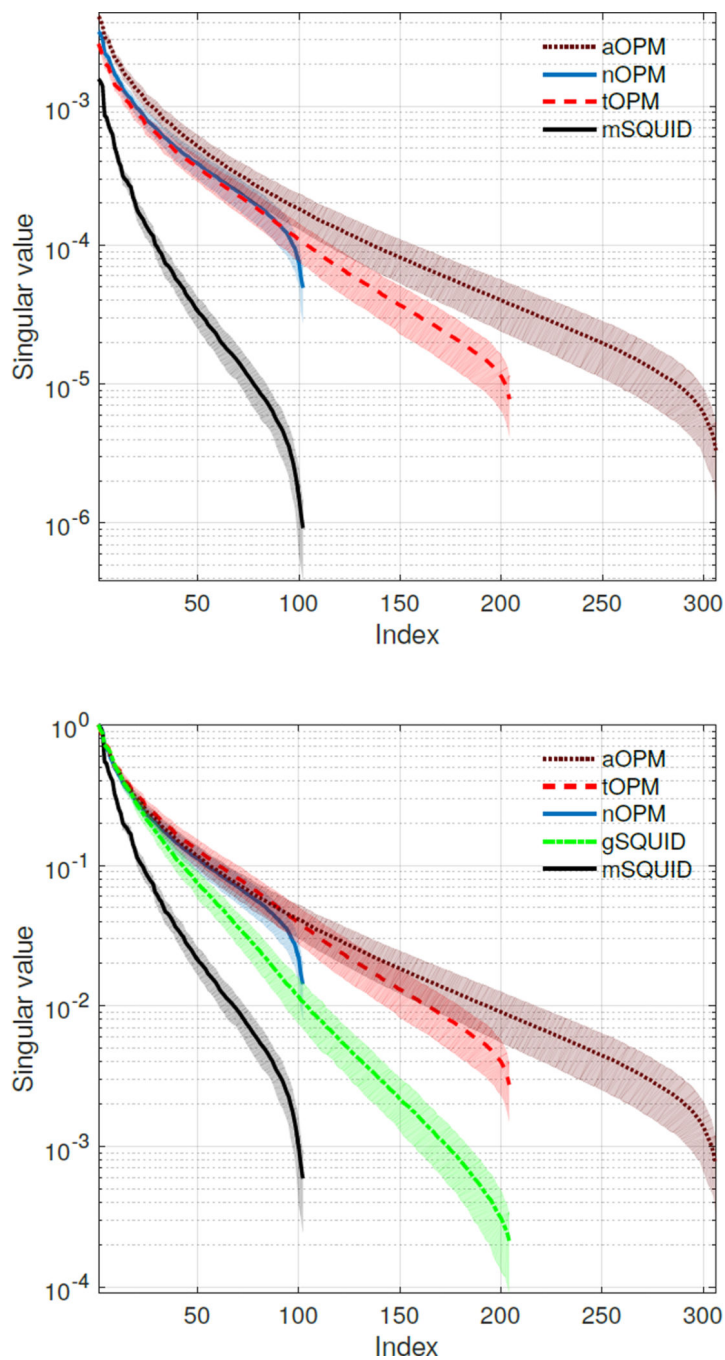 aOPM
nOPM
tOPM
mSQUID
10^-3
10^-4
10^-5
10^-6
Singular value
50 100 150 200 250 300
Index
10^0
aOPM
tOPM
nOPM
gSQUID
mSQUID
10^-1
10^-2
10^-3
10^-4
Singular value
50 100 150 200 250 300
Index